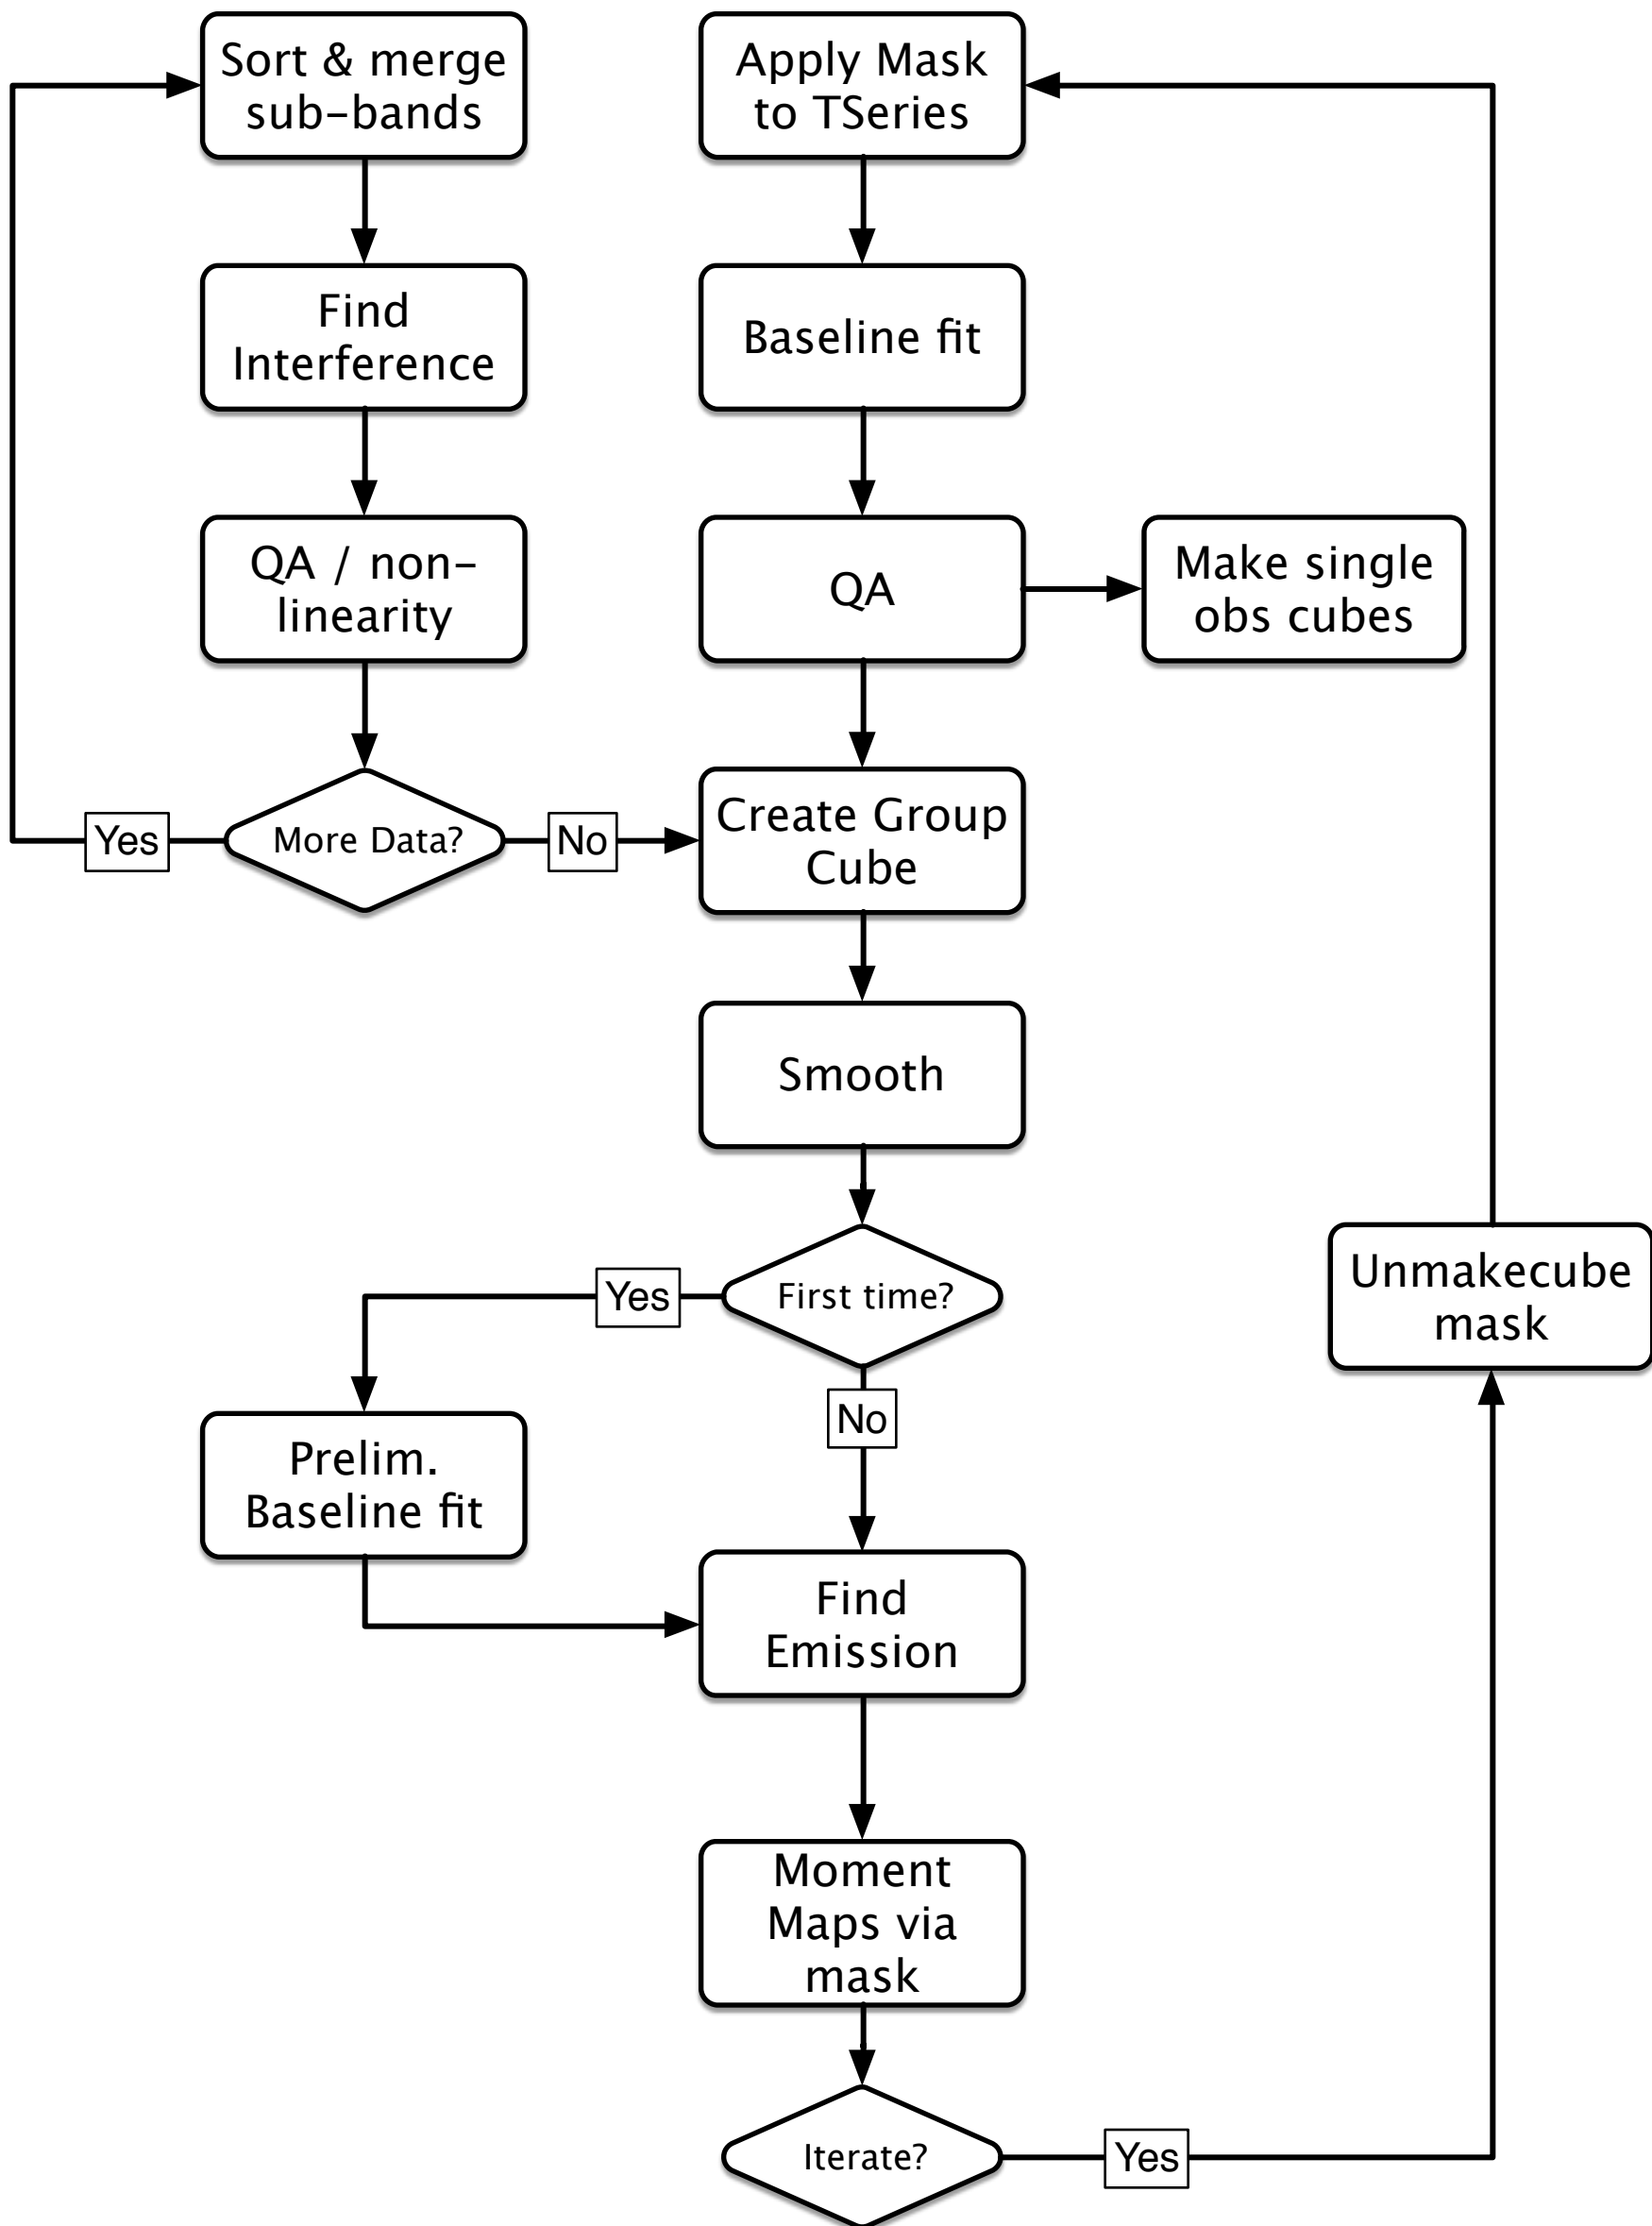 Sort & merge
sub-bands
Apply Mask
to TSeries
Find
Interference
Baseline fit
QA / non-
linearity
QA
Make single
obs cubes
Yes
More Data?
No
Create Group
Cube
Smooth
Yes
First time?
Unmakecube
mask
No
Prelim.
Baseline fit
Find
Emission
Moment
Maps via
mask
Iterate?
Yes